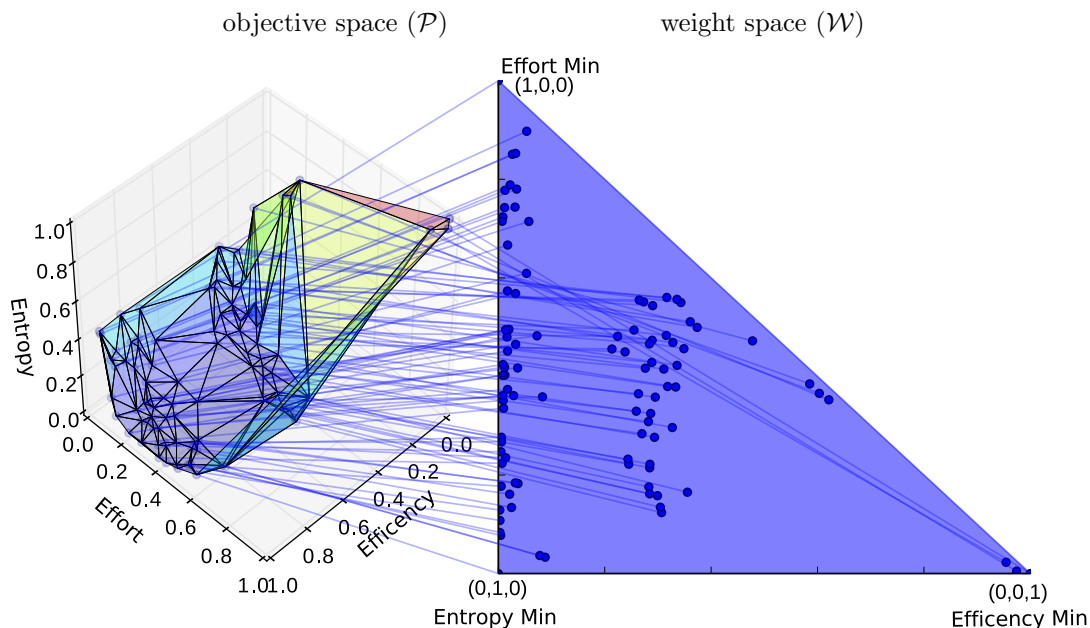 objective space (𝒫)
weight space (𝒲)
Effort Min
(1,0,0)
1.0
0.8
0.6
0.4
0.2
0.0
Entropy
0.0
0.2
0.4
0.6
0.8
1.0
Effort
0.0
0.2
0.4
0.6
0.8
1.0
Efficency
(0,1,0)
Entropy Min
(0,0,1)
Efficency Min